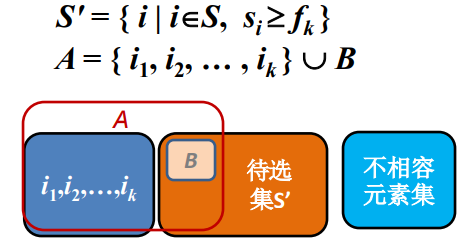 S' = { i | i∈S, sᵢ ≥ fₖ }
A = { i₁, i₂, … , iₖ } ∪ B
A
i₁,i₂,…,iₖ
B
待选
集S’
不相容
元素集